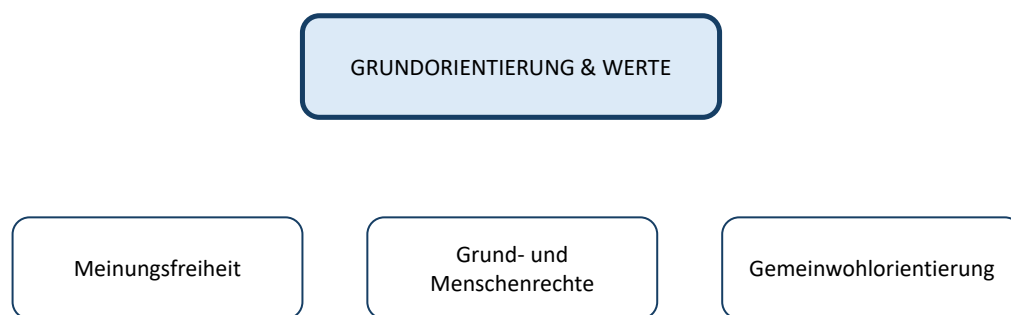 GRUNDORIENTIERUNG & WERTE
Meinungsfreiheit
Grund- und
Menschenrechte
Gemeinwohlorientierung